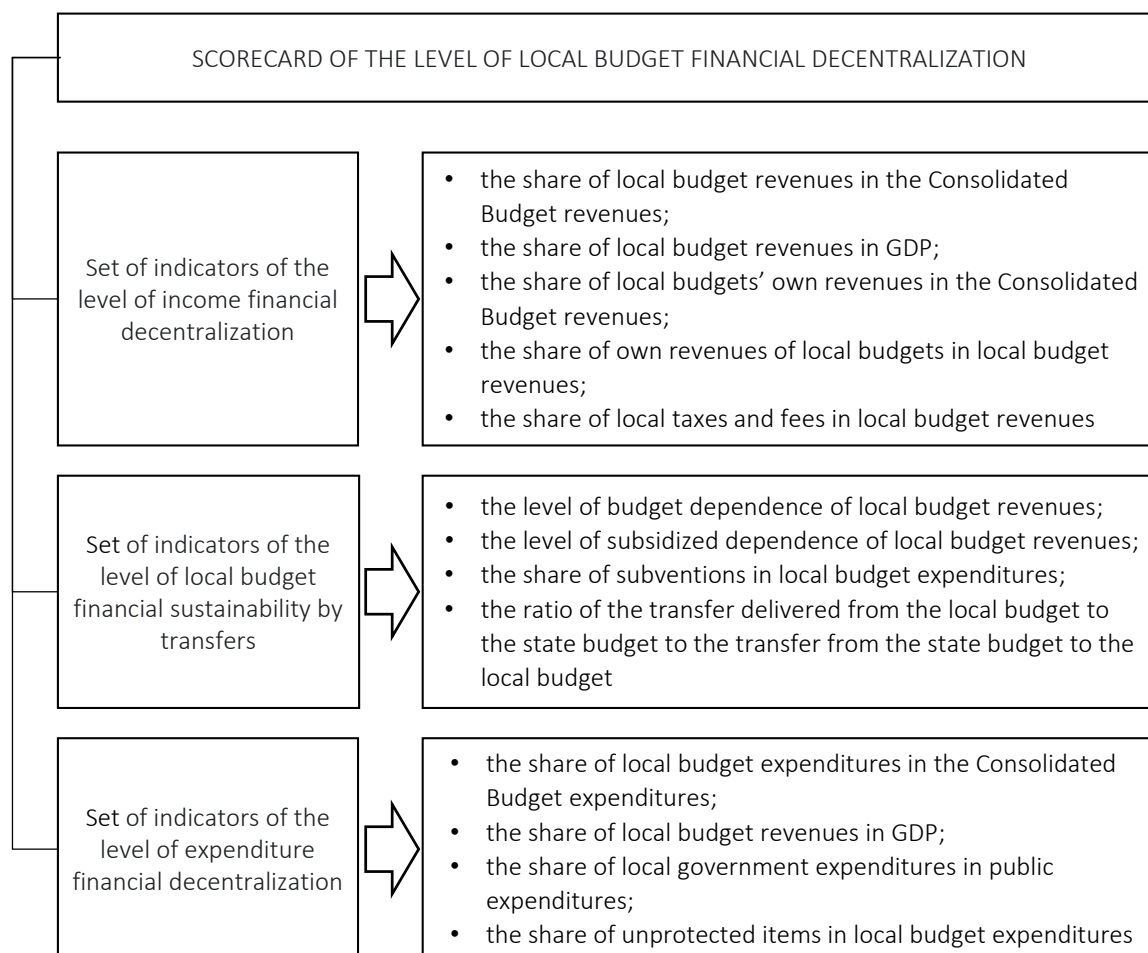 SCORECARD OF THE LEVEL OF LOCAL BUDGET FINANCIAL DECENTRALIZATION
Set of indicators of the
level of income financial
decentralization
• the share of local budget revenues in the Consolidated
Budget revenues;
• the share of local budget revenues in GDP;
• the share of local budgets’ own revenues in the Consolidated
Budget revenues;
• the share of own revenues of local budgets in local budget
revenues;
• the share of local taxes and fees in local budget revenues
Set of indicators of the
level of local budget
financial sustainability by
transfers
• the level of budget dependence of local budget revenues;
• the level of subsidized dependence of local budget revenues;
• the share of subventions in local budget expenditures;
• the ratio of the transfer delivered from the local budget to
the state budget to the transfer from the state budget to the
local budget
Set of indicators of the
level of expenditure
financial decentralization
• the share of local budget expenditures in the Consolidated
Budget expenditures;
• the share of local budget revenues in GDP;
• the share of local government expenditures in public
expenditures;
• the share of unprotected items in local budget expenditures